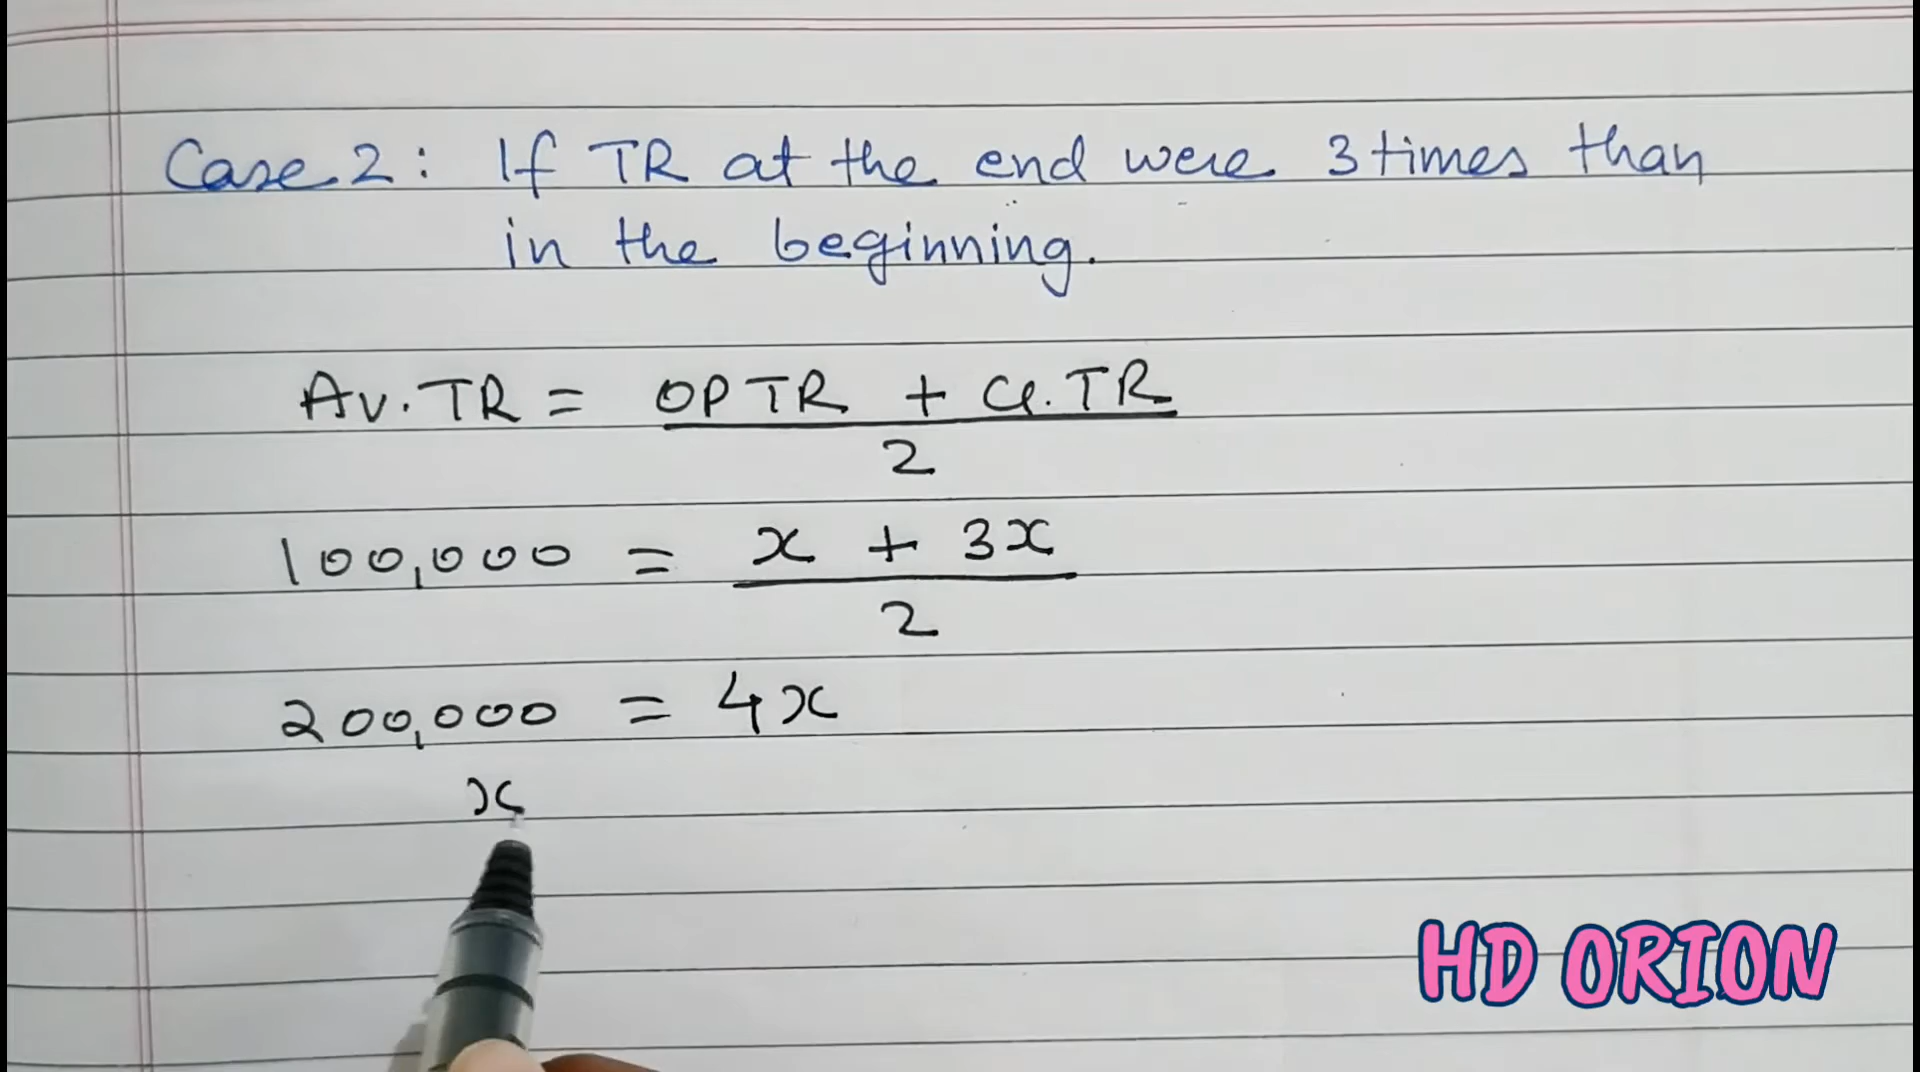 Case 2: If TR at the end were 3 times than
in the beginning.
Av. TR = OP TR + Cl. TR
2
100,000 = x + 3x
2
200,000 = 4x
x
HD ORION